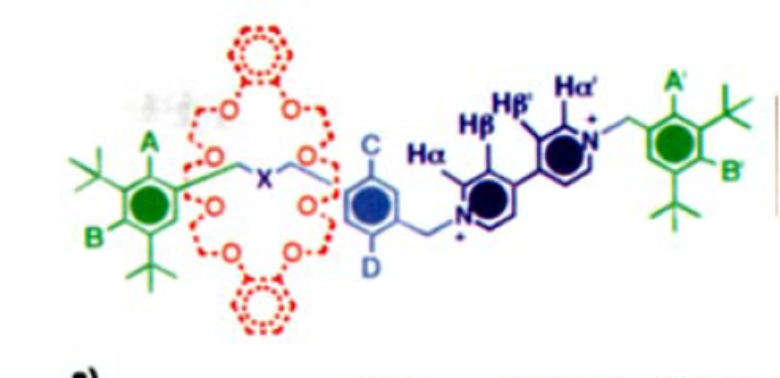 O O
A O X O C Hα Hβ Hβ' Hα' N + A'
B O O D N + B'
O O